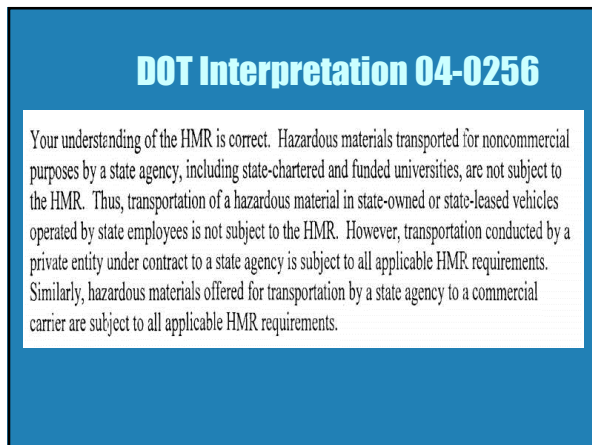 DOT Interpretation 04-0256
Your understanding of the HMR is correct. Hazardous materials transported for noncommercial
purposes by a state agency, including state-chartered and funded universities, are not subject to
the HMR. Thus, transportation of a hazardous material in state-owned or state-leased vehicles
operated by state employees is not subject to the HMR. However, transportation conducted by a
private entity under contract to a state agency is subject to all applicable HMR requirements.
Similarly, hazardous materials offered for transportation by a state agency to a commercial
carrier are subject to all applicable HMR requirements.